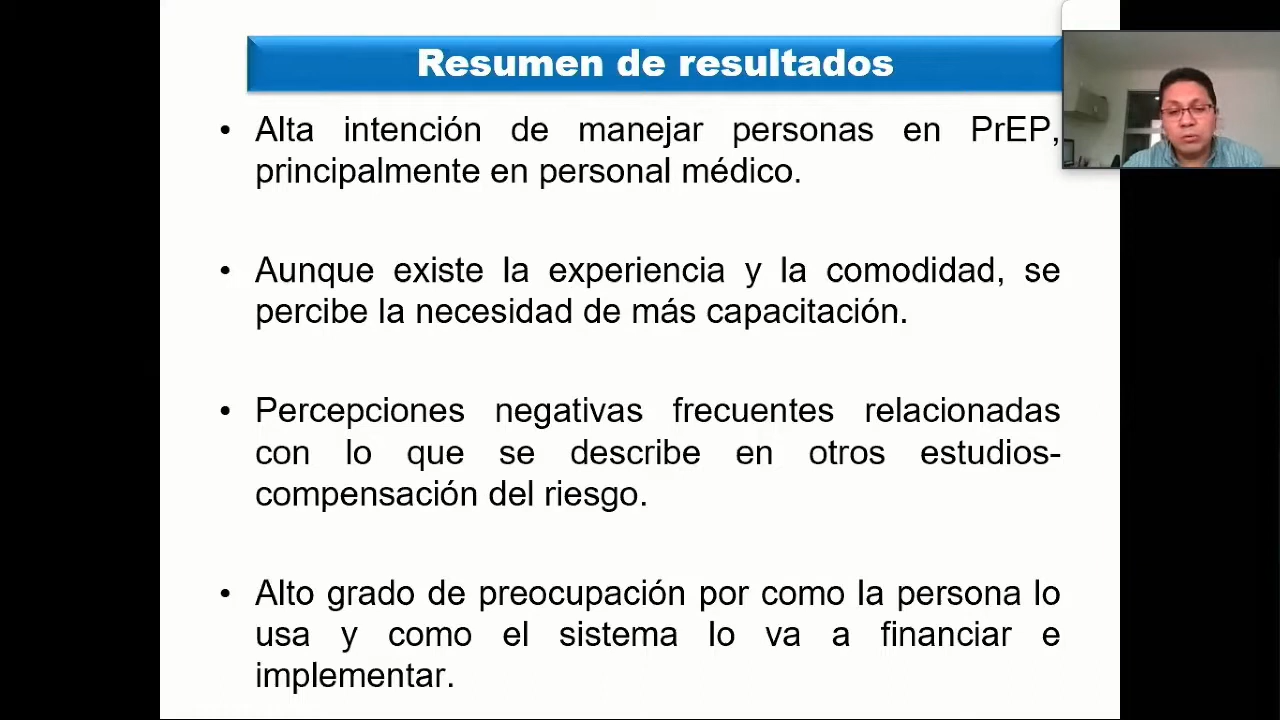 Resumen de resultados
• Alta intención de manejar personas en PrEP,
principalmente en personal médico.
• Aunque existe la experiencia y la comodidad, se
percibe la necesidad de más capacitación.
• Percepciones negativas frecuentes relacionadas
con lo que se describe en otros estudios-
compensación del riesgo.
• Alto grado de preocupación por como la persona lo
usa y como el sistema lo va a financiar e
implementar.